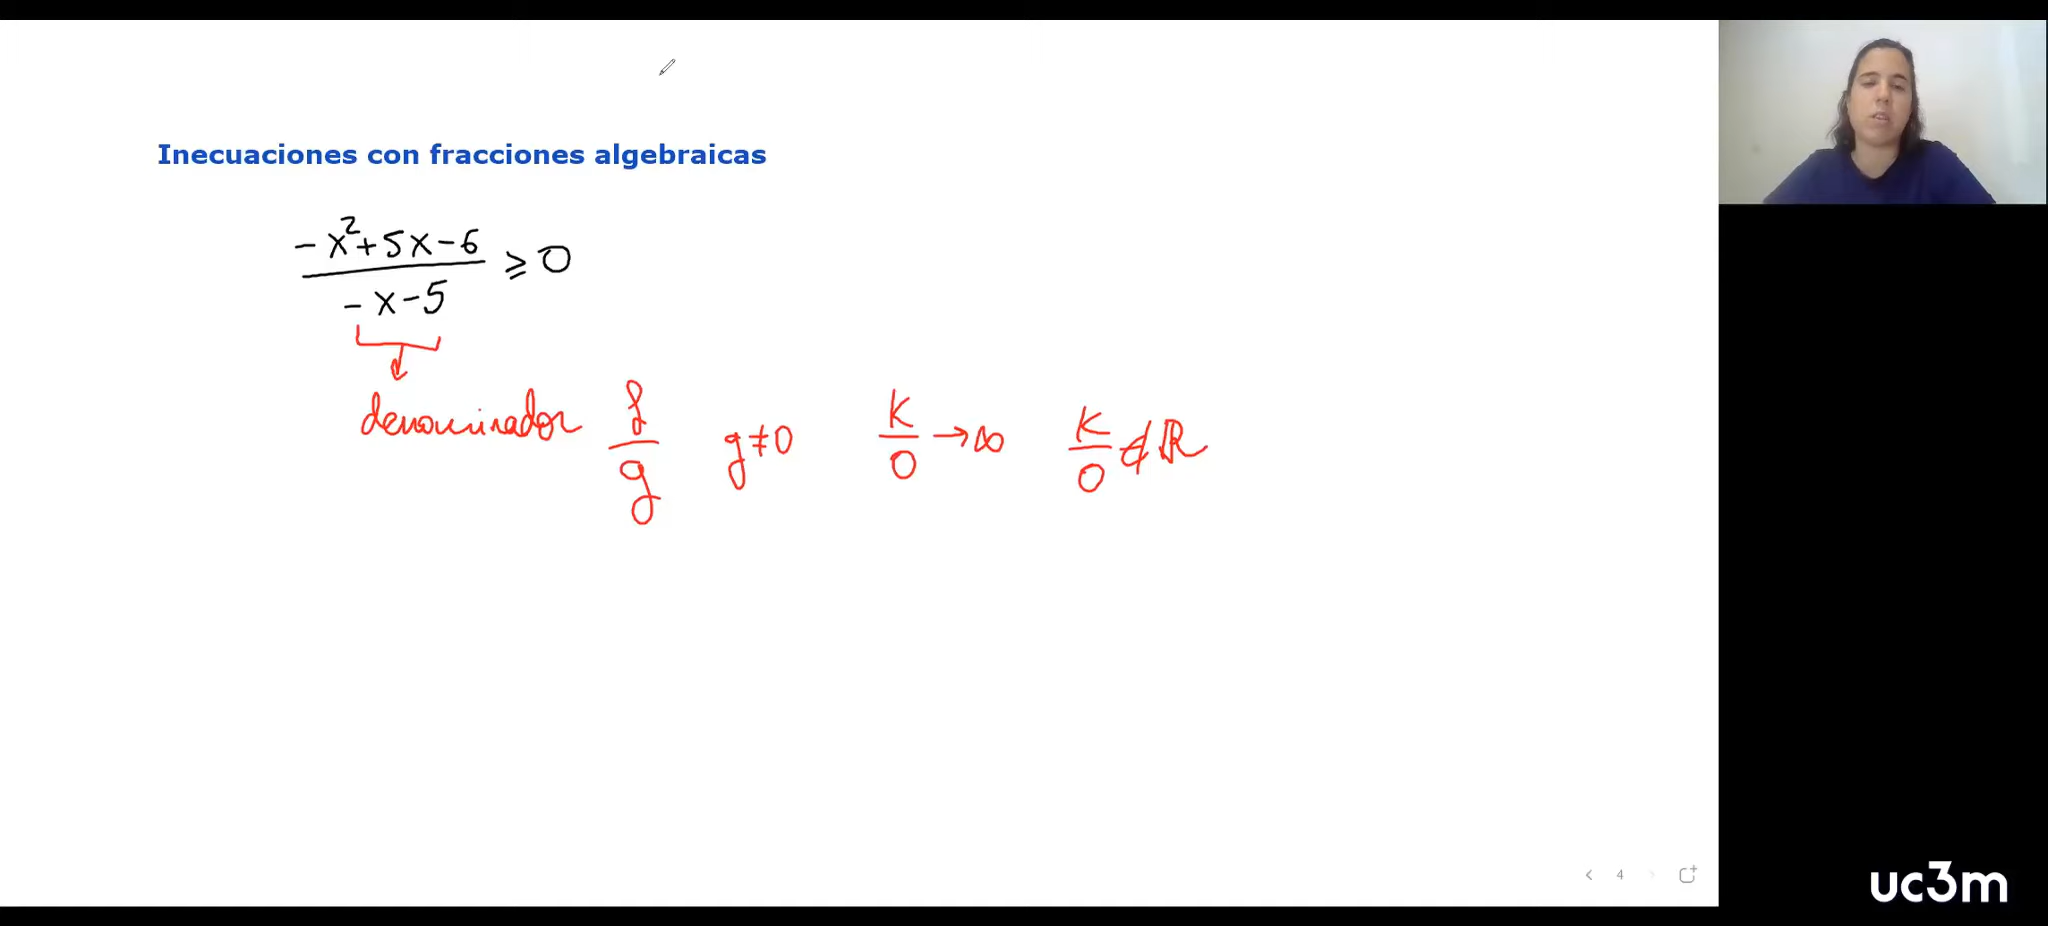 Inecuaciones con fracciones algebraicas
-x²+5x-6
≥ 0
-x-5
denominador f/g g≠0 K/0 →∞ K/0 ∉ ℝ
4
uc3m